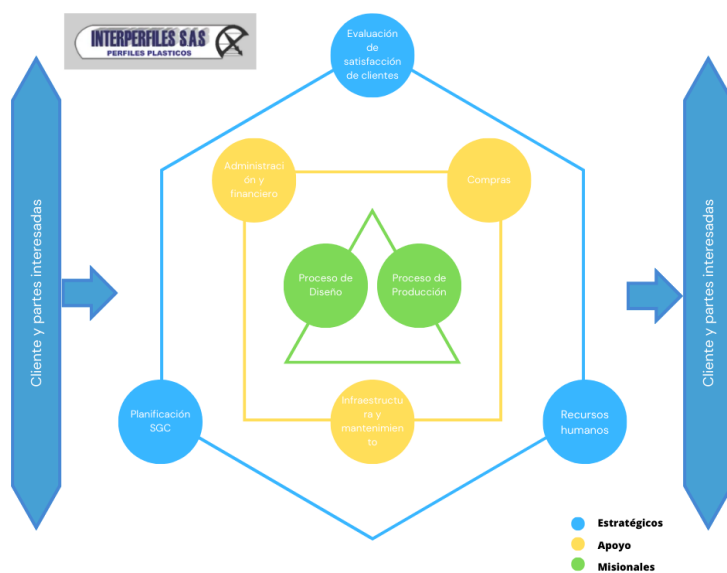 INTERPERFILES SAS
PERFILES PLASTICOS
Evaluación
de
satisfacción
de clientes
Administraci
ón y
financiero
Compras
Proceso de
Diseño
Proceso de
Producción
Cliente y partes interesadas
Cliente y partes interesadas
Planificación
SGC
Infraestructu
ra y
mantenimien
to
Recursos
humanos
Estratégicos
Apoyo
Misionales